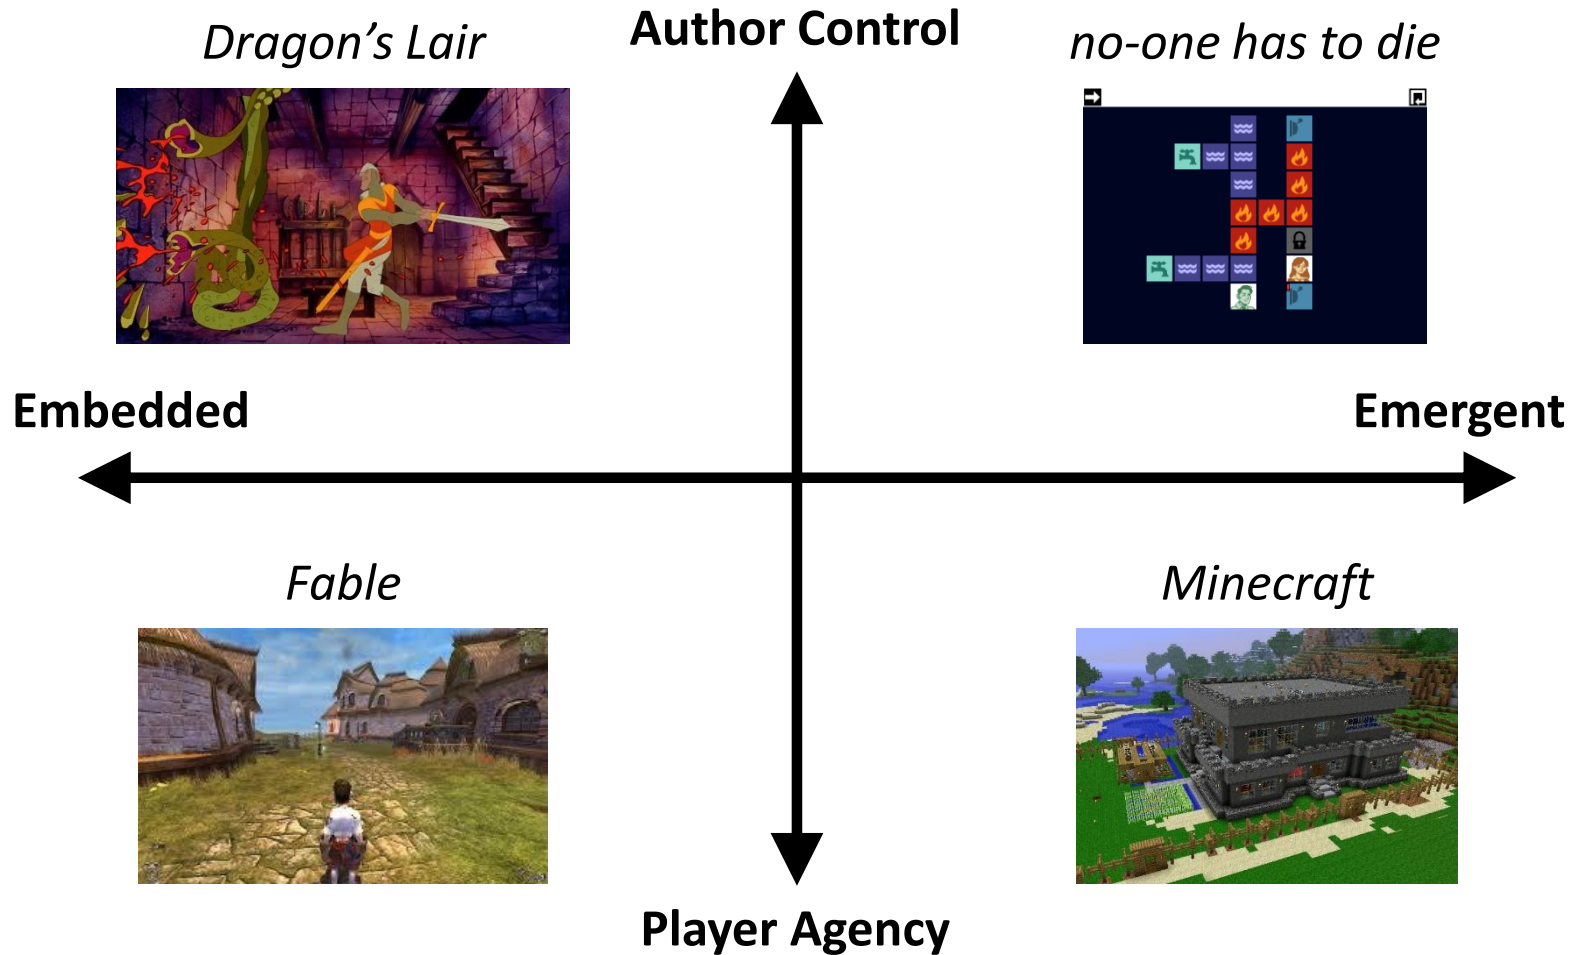 Dragon’s Lair
Author Control
no-one has to die
Embedded
Emergent
Fable
Minecraft
Player Agency